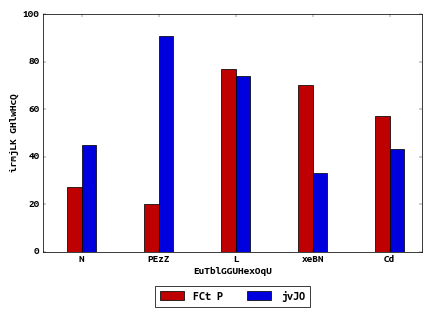 100
80
60
40
20
0
irmjLK GHlwHcQ
N PEzZ L xeBN Cd
EuTblGGUHexOqU
FCt P jvJO